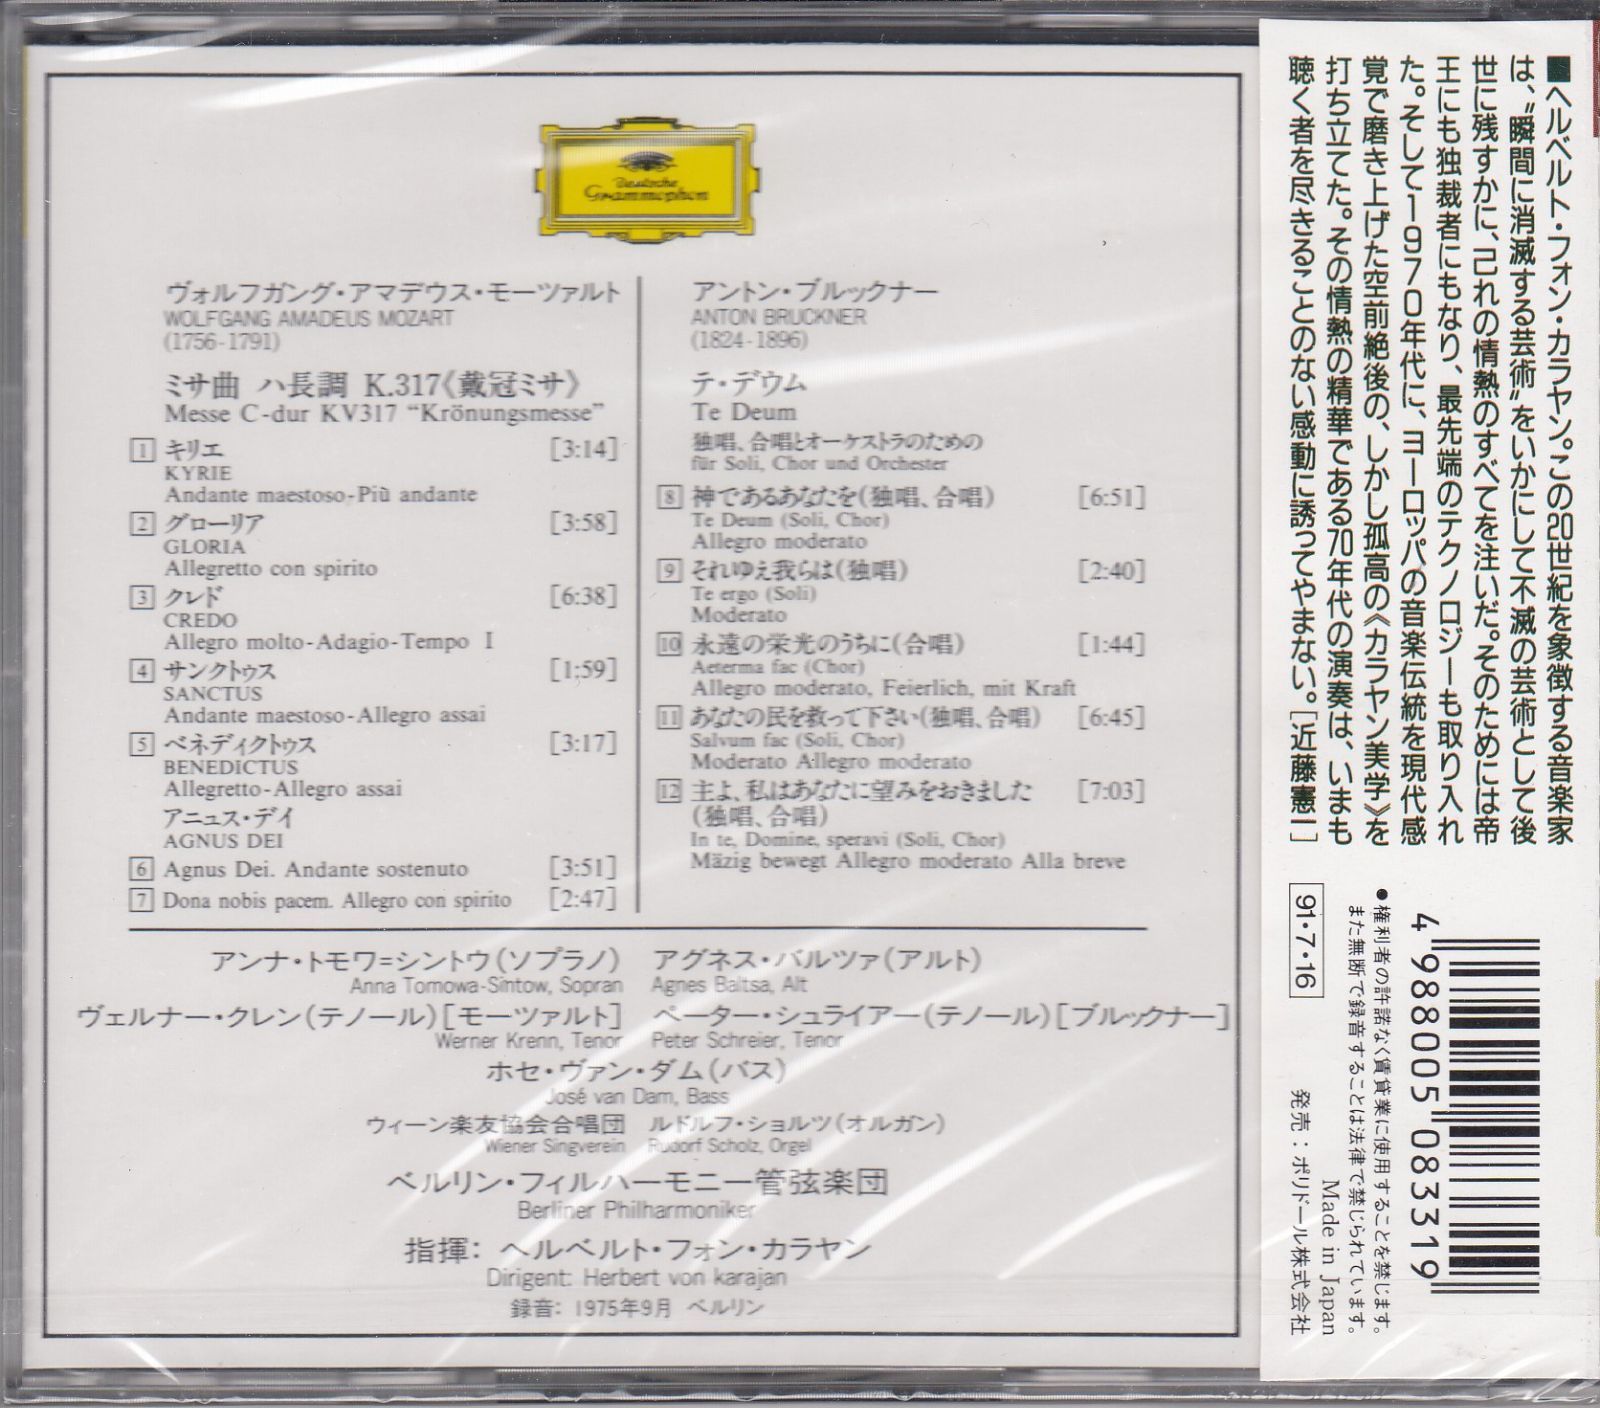 Deutsche
Grammophon
ヴォルフガング・アマデウス・モーツァルト
WOLFGANG AMADEUS MOZART
(1756-1791)
ミサ曲 ハ長調 K.317《戴冠ミサ》
Messe C-dur KV317 “Krönungsmesse”
1 キリエ [3:14]
KYRIE
Andante maestoso-Più andante
2 グローリア [3:58]
GLORIA
Allegretto con spirito
3 クレド [6:38]
CREDO
Allegro molto-Adagio-Tempo I
4 サンクトゥス [1;59]
SANCTUS
Andante maestoso-Allegro assai
5 ベネディクトゥス [3:17]
BENEDICTUS
Allegretto-Allegro assai
アニュス・デイ
AGNUS DEI
6 Agnus Dei. Andante sostenuto [3:51]
7 Dona nobis pacem. Allegro con spirito [2:47]
アントン・ブルックナー
ANTON BRUCKNER
(1824-1896)
テ・デウム
Te Deum
独唱、合唱とオーケストラのための
für Soli, Chor und Orchester
8 神であるあなたを(独唱、合唱) [6:51]
Te Deum (Soli, Chor)
Allegro moderato
9 それゆえ我らは(独唱) [2:40]
Te ergo (Soli)
Moderato
10 永遠の栄光のうちに(合唱) [1:44]
Aeterma fac (Chor)
Allegro moderato, Feierlich, mit Kraft
11 あなたの民を救って下さい(独唱、合唱) [6:45]
Salvum fac (Soli, Chor)
Moderato Allegro moderato
12 主よ、私はあなたに望みをおきました [7:03]
(独唱、合唱)
In te, Domine, speravi (Soli, Chor)
Mäzig bewegt Allegro moderato Alla breve
アンナ・トモワ=シントウ(ソプラノ) アグネス・バルツァ(アルト)
Anna Tomowa-Sintow, Sopran Agnes Baltsa, Alt
ヴェルナー・クレン(テノール)[モーツァルト] ペーター・シュライアー(テノール)[ブルックナー]
Werner Krenn, Tenor Peter Schreier, Tenor
ホセ・ヴァン・ダム(バス)
José van Dam, Bass
ウィーン楽友協会合唱団 ルドルフ・ショルツ(オルガン)
Wiener Singverein Rudorf Scholz, Orgel
ベルリン・フィルハーモニー管弦楽団
Berliner Philharmoniker
指揮: ヘルベルト・フォン・カラヤン
Dirigent: Herbert von karajan
録音: 1975年9月 ベルリン
■ヘルベルト・フォン・カラヤン。この20世紀を象徴する音楽家
は、〝瞬間に消滅する芸術〟をいかにして不滅の芸術として後
世に残すかに、己れの情熱のすべてを注いだ。そのためには帝
王にも独裁者にもなり、最先端のテクノロジーも取り入れ
た。そして1970年代に、ヨーロッパの音楽伝統を現代感
覚で磨き上げた空前絶後の、しかし孤高の《カラヤン美学》を
打ち立てた。その情熱の精華である70年代の演奏は、いまも
聴く者を尽きることのない感動に誘ってやまない。[近藤憲一]
4 988005 083319
●権利者の許諾なく賃貸業に使用することを禁じます。
また無断で録音することは法律で禁じられています。
Made in Japan
91・7・16
発売:ポリドール株式会社